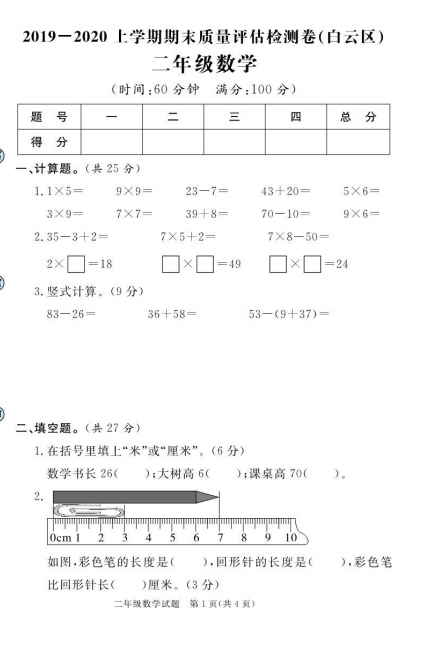 2019－2020 上学期期末质量评估检测卷(白云区)
二年级数学
(时间:60 分钟 满分:100 分)
题 号 一 二 三 四 总 分
得 分
一、计算题。(共 25 分)
1. 1×5＝ 9×9＝ 23－7＝ 43＋20＝ 5×6＝
3×9＝ 7×7＝ 39＋8＝ 70－10＝ 9×6＝
2. 35－3＋2＝ 7×5＋2＝ 7×8－50＝
2×□＝18 □×□＝49 □×□＝24
3. 竖式计算。(9 分)
83－26＝ 36＋58＝ 53－(9＋37)＝
二、填空题。(共 27 分)
1. 在括号里填上“米”或“厘米”。(6 分)
数学书长 26( );大树高 6( );课桌高 70( )。
2.
0cm 1 2 3 4 5 6 7 8 9 10
如图,彩色笔的长度是( ),回形针的长度是( ),彩色笔
比回形针长( )厘米。(3 分)
二年级数学试题 第 1 页(共 4 页)